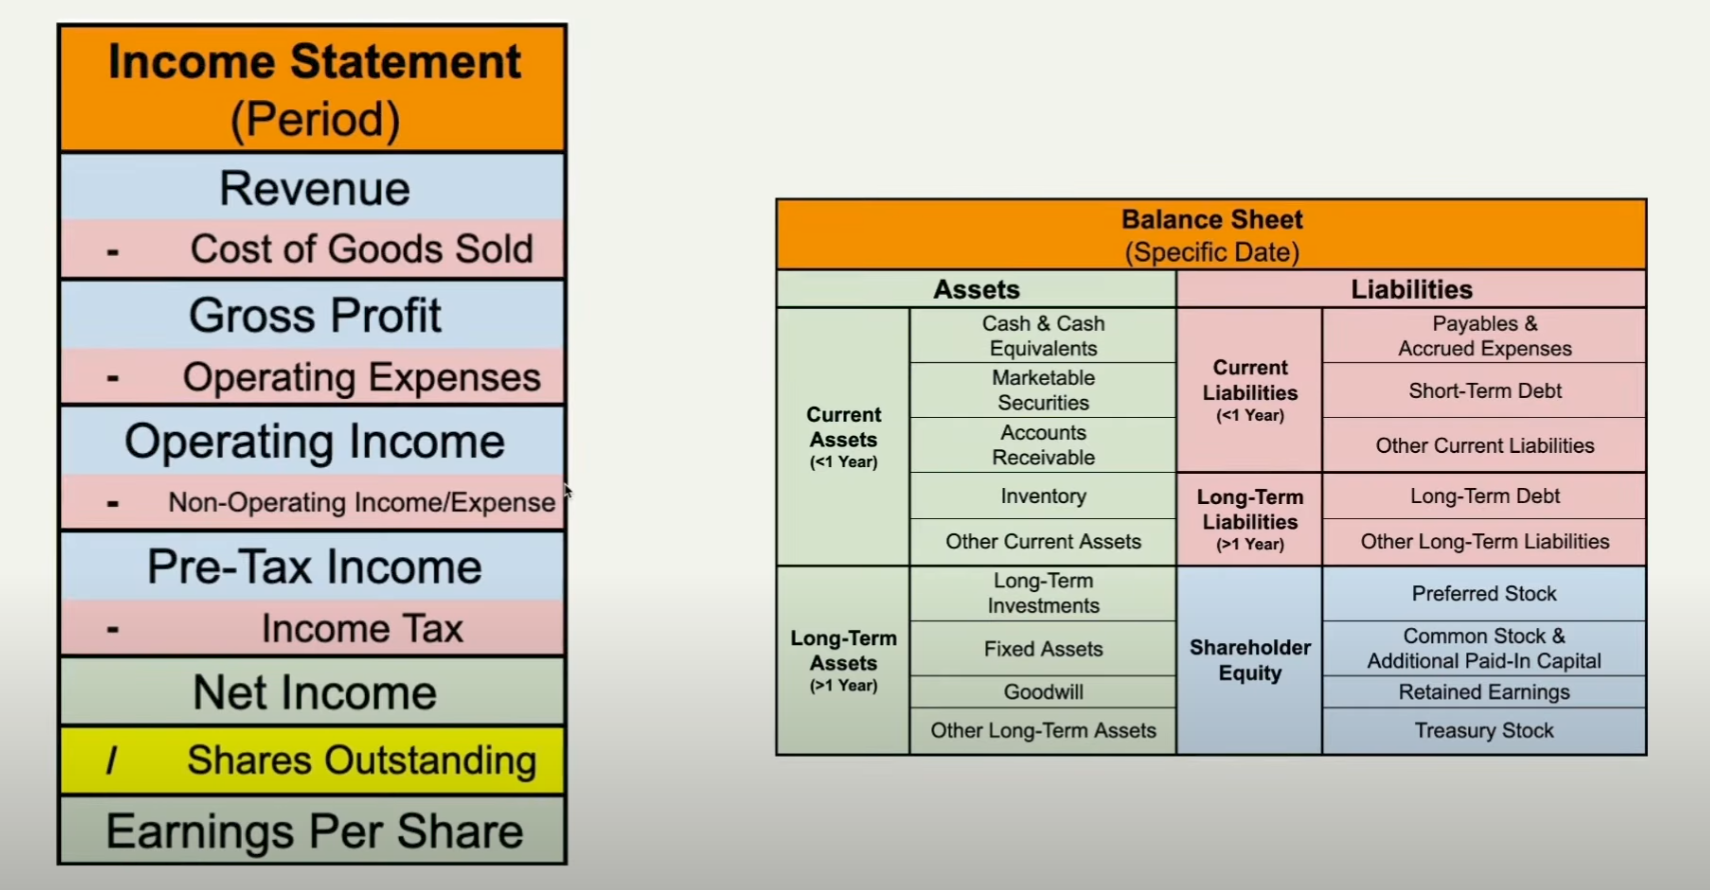 Income Statement
(Period)
Revenue
- Cost of Goods Sold
Gross Profit
- Operating Expenses
Operating Income
- Non-Operating Income/Expense
Pre-Tax Income
- Income Tax
Net Income
/ Shares Outstanding
Earnings Per Share
Balance Sheet
(Specific Date)
Assets
Current
Assets
(<1 Year)
Cash & Cash
Equivalents
Marketable
Securities
Accounts
Receivable
Inventory
Other Current Assets
Long-Term
Assets
(>1 Year)
Long-Term
Investments
Fixed Assets
Goodwill
Other Long-Term Assets
Liabilities
Current
Liabilities
(<1 Year)
Payables &
Accrued Expenses
Short-Term Debt
Other Current Liabilities
Long-Term
Liabilities
(>1 Year)
Long-Term Debt
Other Long-Term Liabilities
Shareholder
Equity
Preferred Stock
Common Stock &
Additional Paid-In Capital
Retained Earnings
Treasury Stock